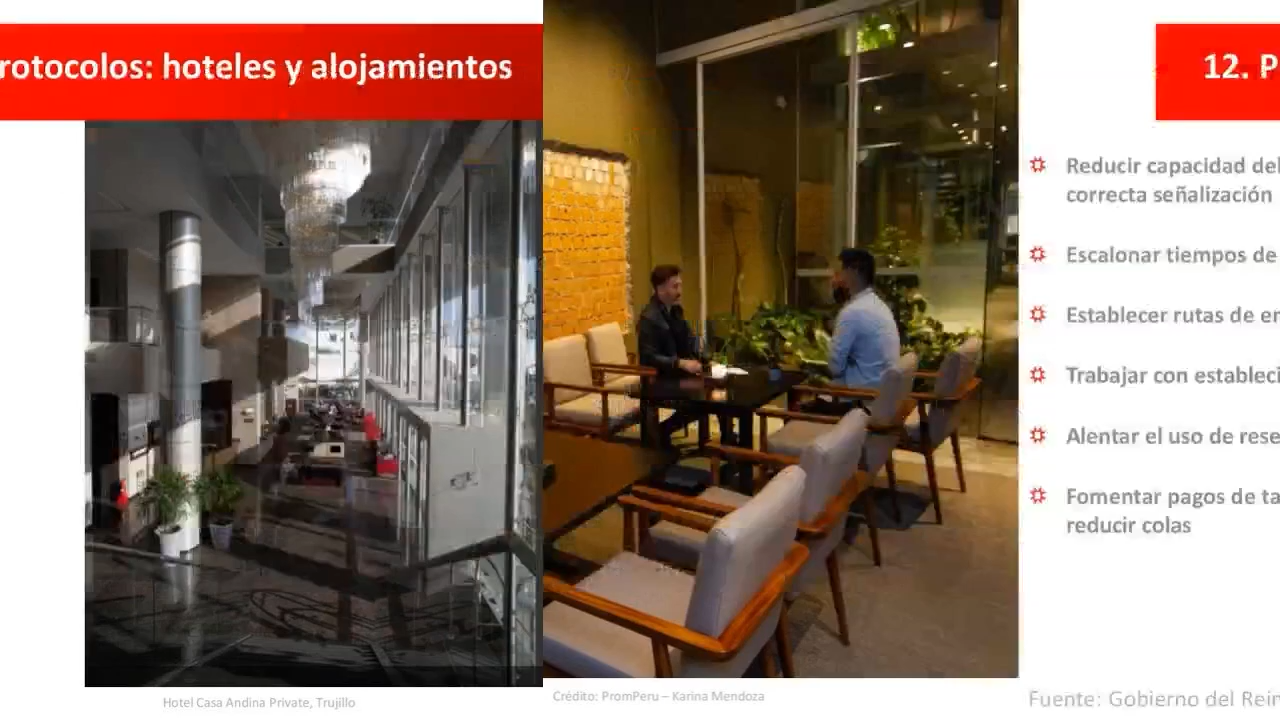 rotocolos: hoteles y alojamientos
Hotel Casa Andina Private, Trujillo
Crédito: PromPeru – Karina Mendoza
12. P
Reducir capacidad del
correcta señalización
Escalonar tiempos de
Establecer rutas de en
Trabajar con estableci
Alentar el uso de rese
Fomentar pagos de ta
reducir colas
Fuente: Gobierno del Rein